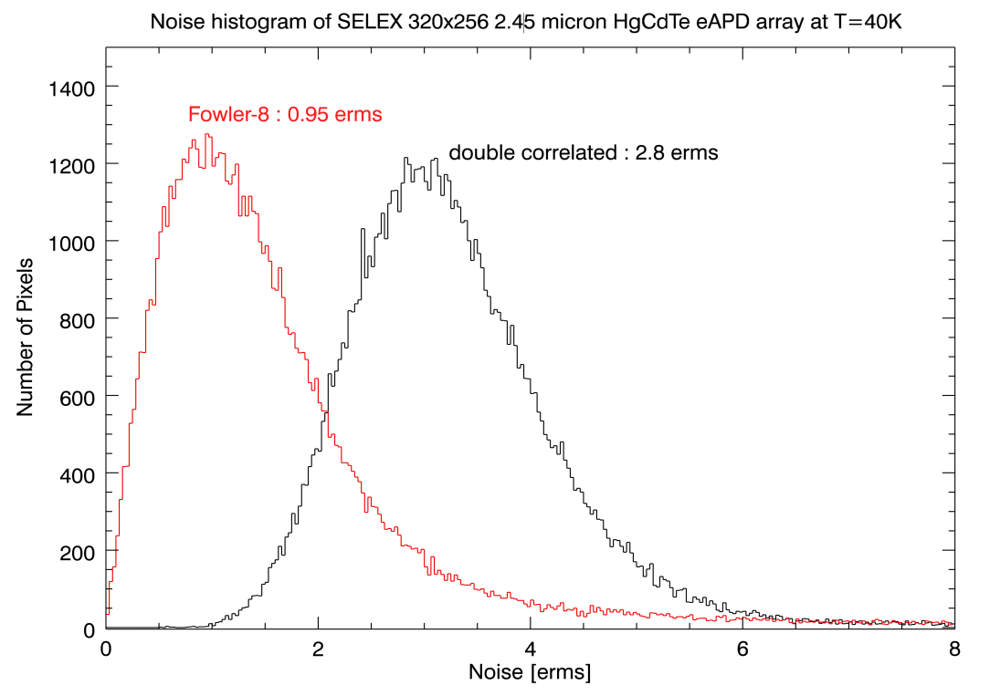 Noise histogram of SELEX 320x256 2.45 micron HgCdTe eAPD array at T=40K
Fowler-8 : 0.95 erms
double correlated : 2.8 erms
1400
1200
1000
800
600
400
200
0
Number of Pixels
0 2 4 6 8
Noise [erms]